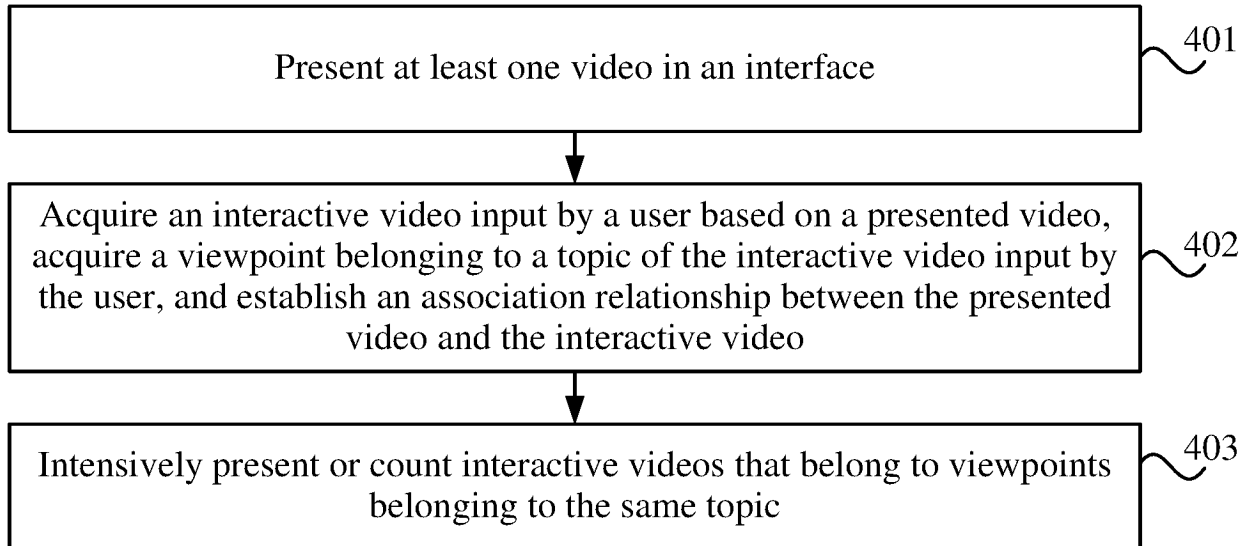 Present at least one video in an interface
401
Acquire an interactive video input by a user based on a presented video,
acquire a viewpoint belonging to a topic of the interactive video input by
the user, and establish an association relationship between the presented
video and the interactive video
402
Intensively present or count interactive videos that belong to viewpoints
belonging to the same topic
403